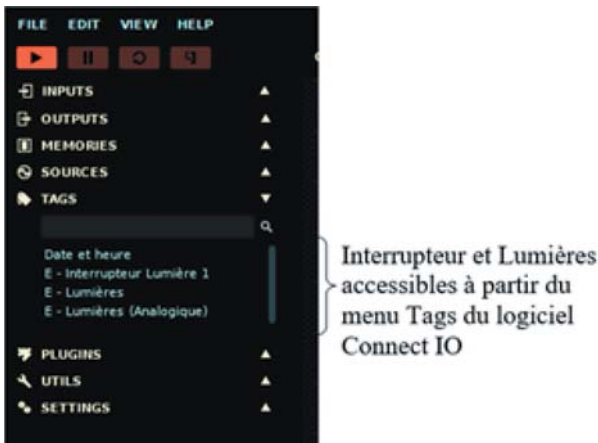 FILE EDIT VIEW HELP
INPUTS
OUTPUTS
MEMORIES
SOURCES
TAGS
Date et heure
E - Interrupteur Lumière 1
E - Lumières
E - Lumières (Analogique)
PLUGINS
UTILS
SETTINGS
Interrupteur et Lumières
accessibles à partir du
menu Tags du logiciel
Connect IO